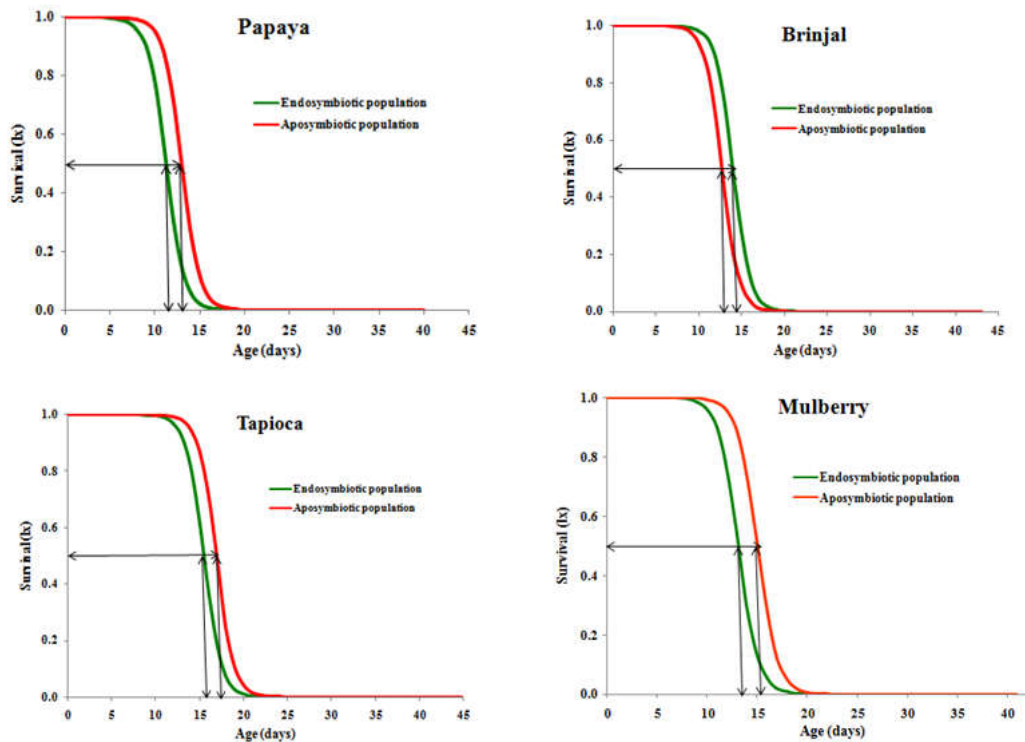 Papaya
Endosymbiotic population
Aposymbiotic population
Survical (lx)
1.0
0.8
0.6
0.4
0.2
0.0
0 5 10 15 20 25 30 35 40 45
Age (days)
Brinjal
Endosymbiotic population
Aposymbiotic population
Survival (lx)
1.0
0.8
0.6
0.4
0.2
0.0
0 5 10 15 20 25 30 35 40 45
Age (days)
Tapioca
Endosymbiotic population
Aposymbiotic population
Survival(lx)
1.0
0.8
0.6
0.4
0.2
0.0
0 5 10 15 20 25 30 35 40 45
Age (days)
Mulberry
Endosymbiotic population
Aposymbiotic population
Survival (lx)
1.0
0.8
0.6
0.4
0.2
0.0
0 5 10 15 20 25 30 35 40
Age (days)